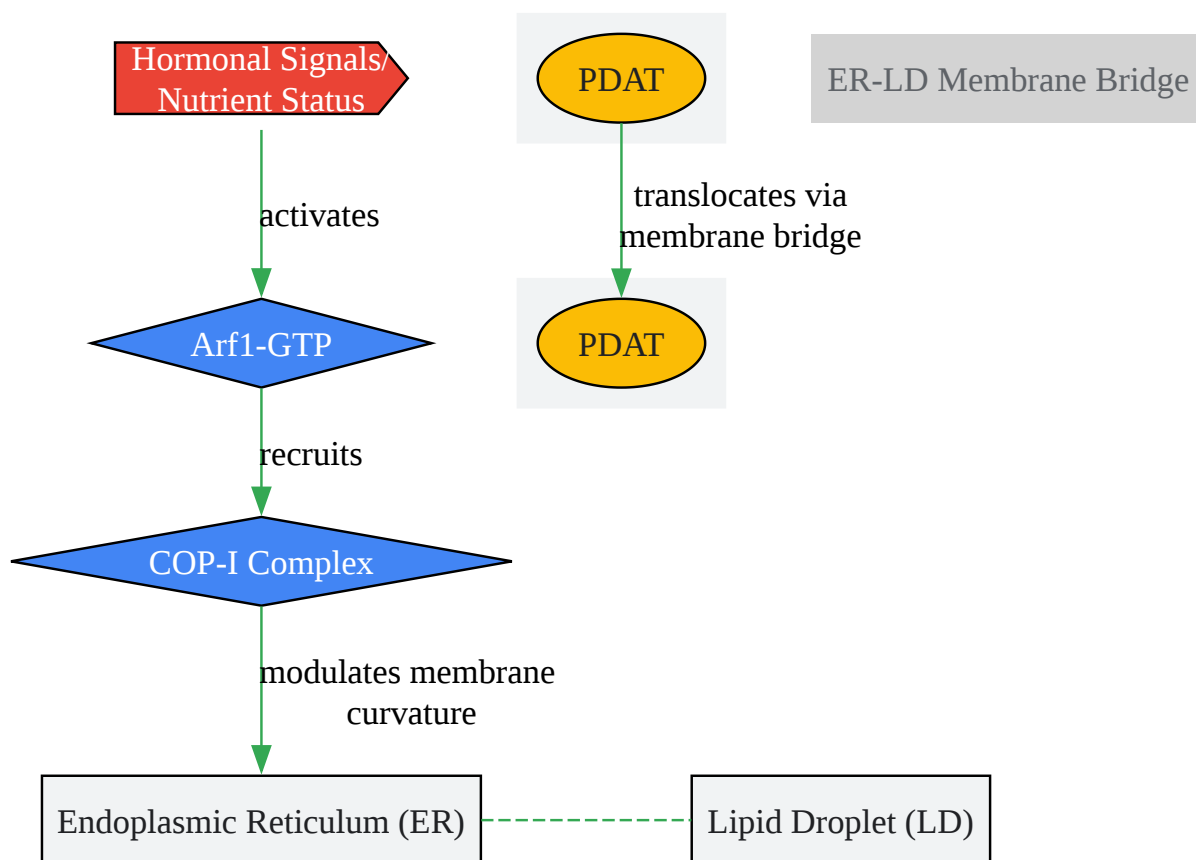 Hormonal Signals/
Nutrient Status
PDAT
ER-LD Membrane Bridge
activates
translocates via
membrane bridge
Arf1-GTP
PDAT
recruits
COP-I Complex
modulates membrane
curvature
Endoplasmic Reticulum (ER)
Lipid Droplet (LD)